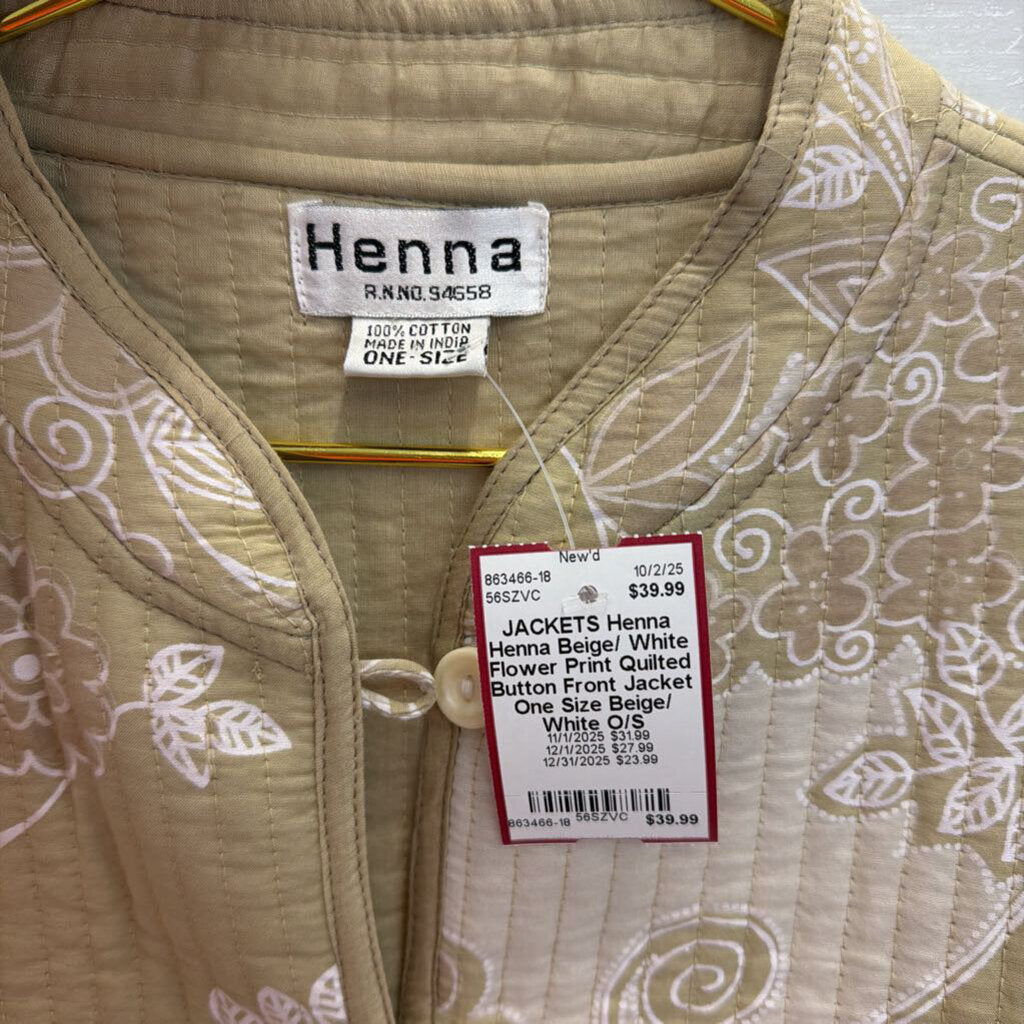 Henna
R.N.NO.94658
100% COTTON
MADE IN INDIA
ONE-SIZE
New'd
863466-18 10/2/25
56SZVC $39.99
JACKETS Henna
Henna Beige/ White
Flower Print Quilted
Button Front Jacket
One Size Beige/
White O/S
11/1/2025 $31.99
12/1/2025 $27.99
12/31/2025 $23.99
863466-18 56SZVC $39.99